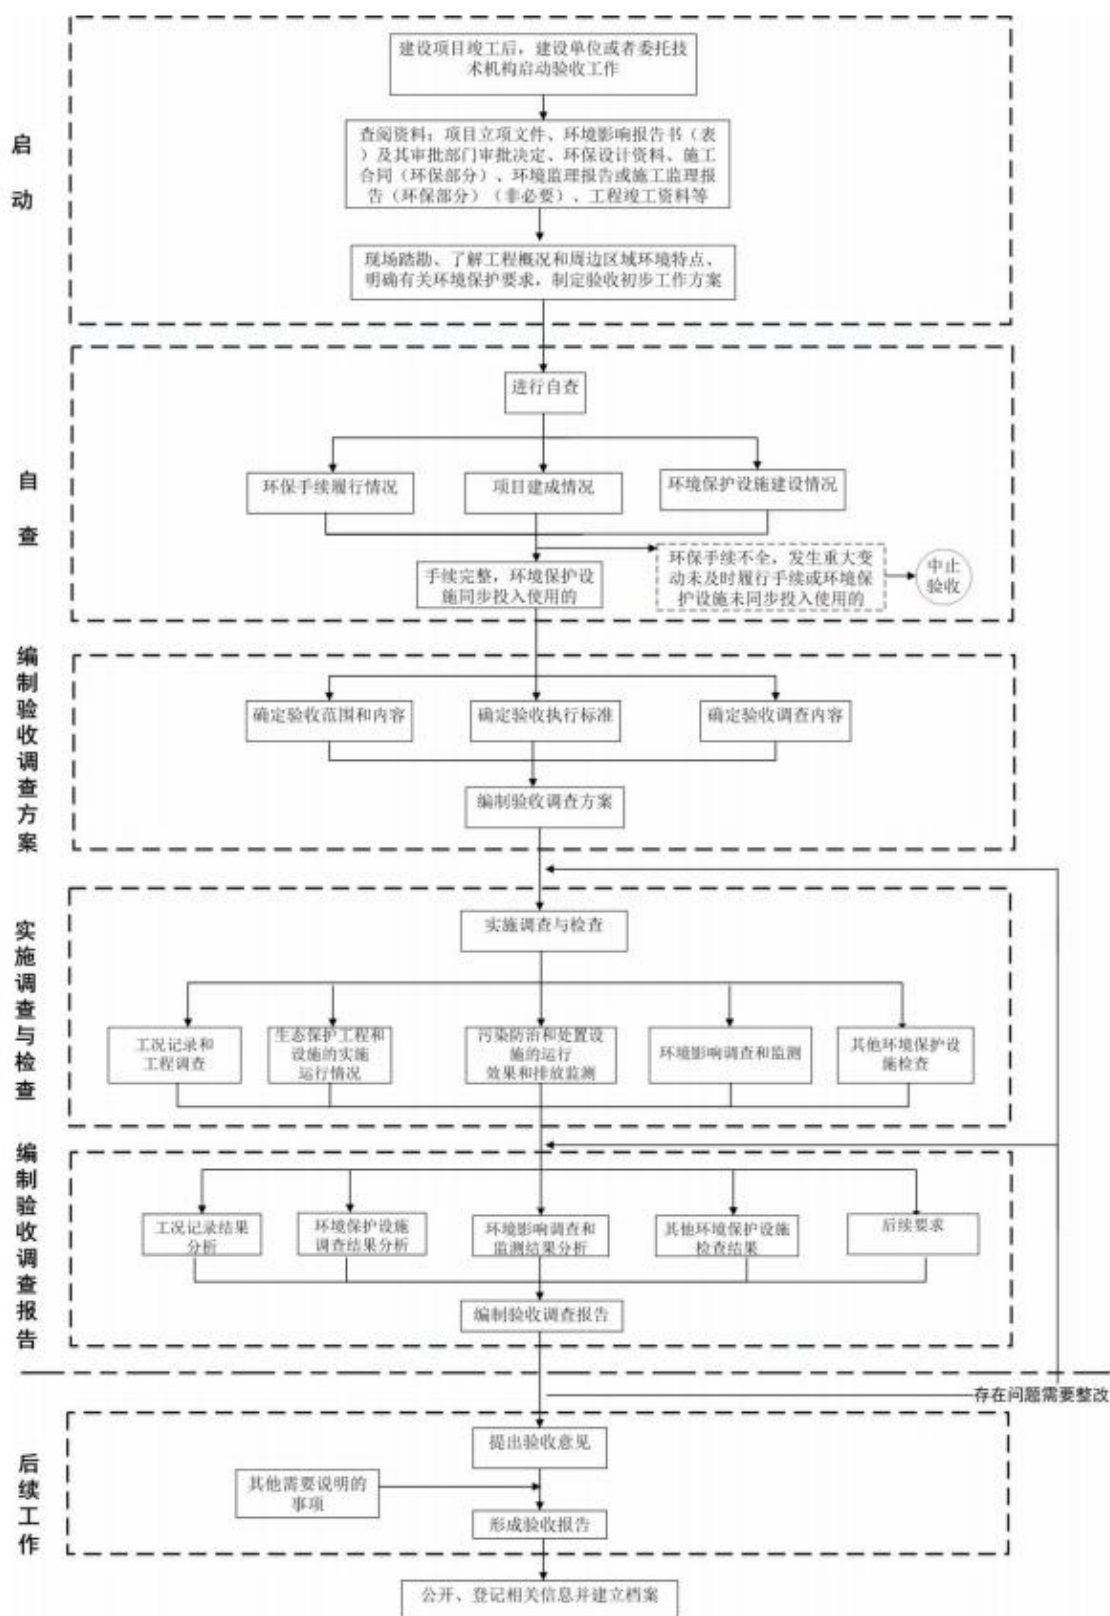 启动
建设项目竣工后，建设单位或者委托技
术机构启动验收工作
查阅资料：项目立项文件、环境影响报告书（表
）及其审批部门审批决定、环保设计资料、施工
合同（环保部分）、环境监理报告或施工监理报
告（环保部分）（非必要）、工程竣工资料等
现场踏勘、了解工程概况和周边区域环境特点、
明确有关环境保护要求，制定验收初步工作方案
自查
进行自查
环保手续履行情况
项目建成情况
环境保护设施建设情况
手续完整，环境保护设
施同步投入使用的
环保手续不全，发生重大变
动未及时履行手续或环境保
护设施未同步投入使用的
中止
验收
编制验收调查方案
确定验收范围和内容
确定验收执行标准
确定验收调查内容
编制验收调查方案
实施调查与检查
实施调查与检查
工况记录和
工程调查
生态保护工程和
设施的实施
运行情况
污染防治和处置设
施的运行
效果和排放监测
环境影响调查和监测
其他环境保护设
施检查
编制验收调查报告
工况记录结果
分析
环境保护设施
调查结果分析
环境影响调查和
监测结果分析
其他环境保护设施
检查结果
后续要求
编制验收调查报告
存在问题需要整改
后续工作
提出验收意见
其他需要说明的
事项
形成验收报告
公开、登记相关信息并建立档案